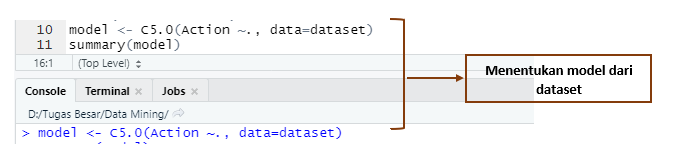 10 model <- C5.0(Action ~., data=dataset)
11 summary(model)
16:1 (Top Level)
Console Terminal Jobs
D:/Tugas Besar/Data Mining/
> model <- C5.0(Action ~., data=dataset)
Menentukan model dari
dataset